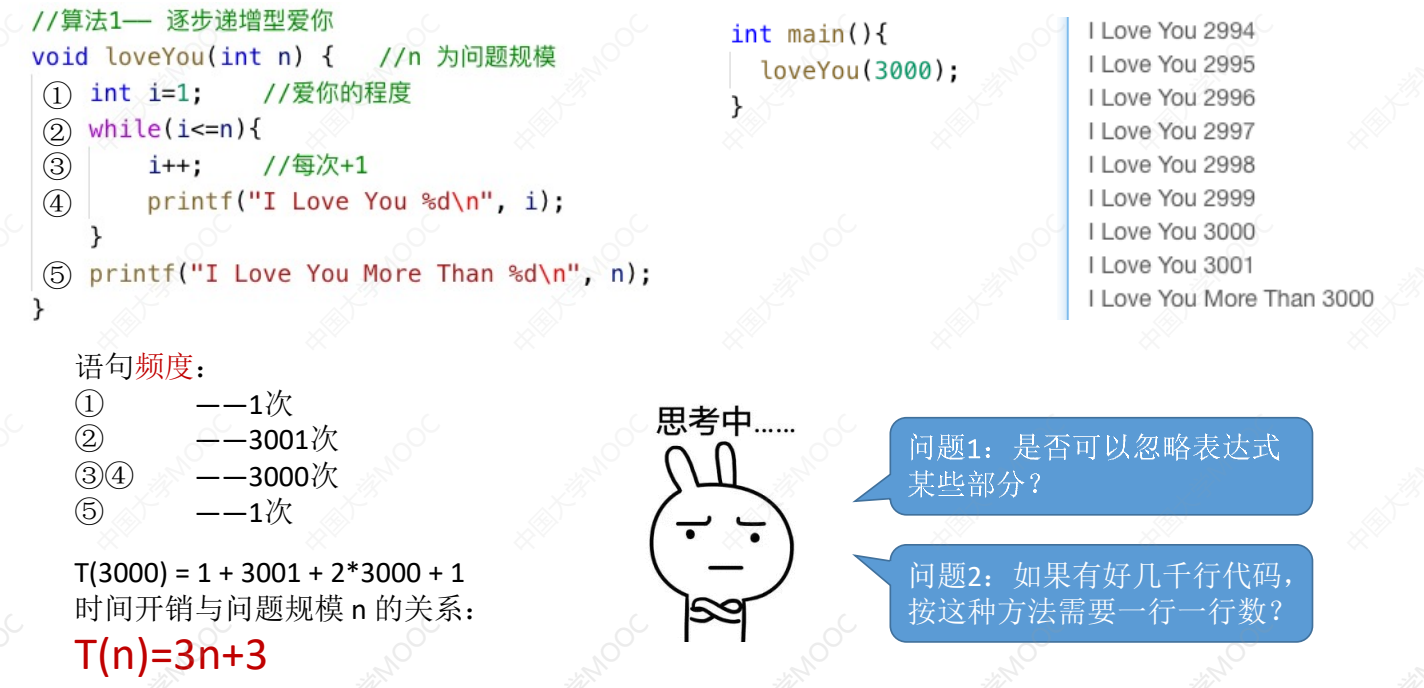 //算法1—— 逐步递增型爱你
void loveYou(int n) {   //n 为问题规模
① int i=1;    //爱你的程度
② while(i<=n){
③     i++;    //每次+1
④     printf("I Love You %d\n", i);
}
⑤ printf("I Love You More Than %d\n", n);
}
int main(){
loveYou(3000);
}
I Love You 2994
I Love You 2995
I Love You 2996
I Love You 2997
I Love You 2998
I Love You 2999
I Love You 3000
I Love You 3001
I Love You More Than 3000
语句频度：
① ——1次
② ——3001次
③④ ——3000次
⑤ ——1次
T(3000) = 1 + 3001 + 2*3000 + 1
时间开销与问题规模 n 的关系：
T(n)=3n+3
思考中……
问题1：是否可以忽略表达式
某些部分？
问题2：如果有好几千行代码，
按这种方法需要一行一行数？
中国大学MOOC